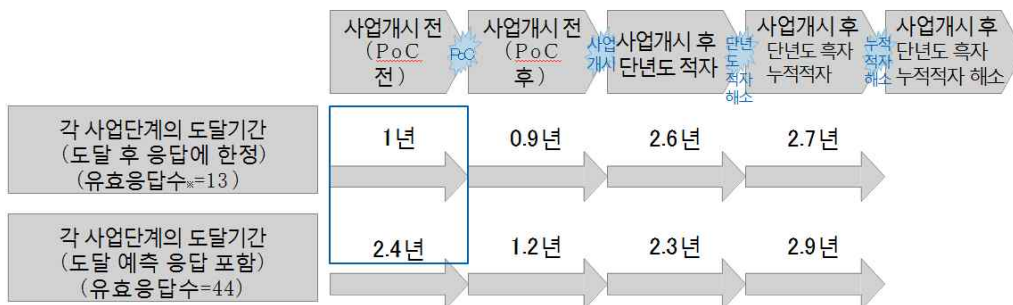 사업개시 전
(PoC
전)
PoC
사업개시 전
(PoC
후)
사업
개시
사업개시 후
단년도 적자
단년
도
적자
해소
사업개시 후
단년도 흑자
누적적자
누적
적자
해소
사업개시 후
단년도 흑자
누적적자 해소
각 사업단계의 도달기간
(도달 후 응답에 한정)
(유효응답수※=13)
1년
0.9년
2.6년
2.7년
각 사업단계의 도달기간
(도달 예측 응답 포함)
(유효응답수=44)
2.4년
1.2년
2.3년
2.9년